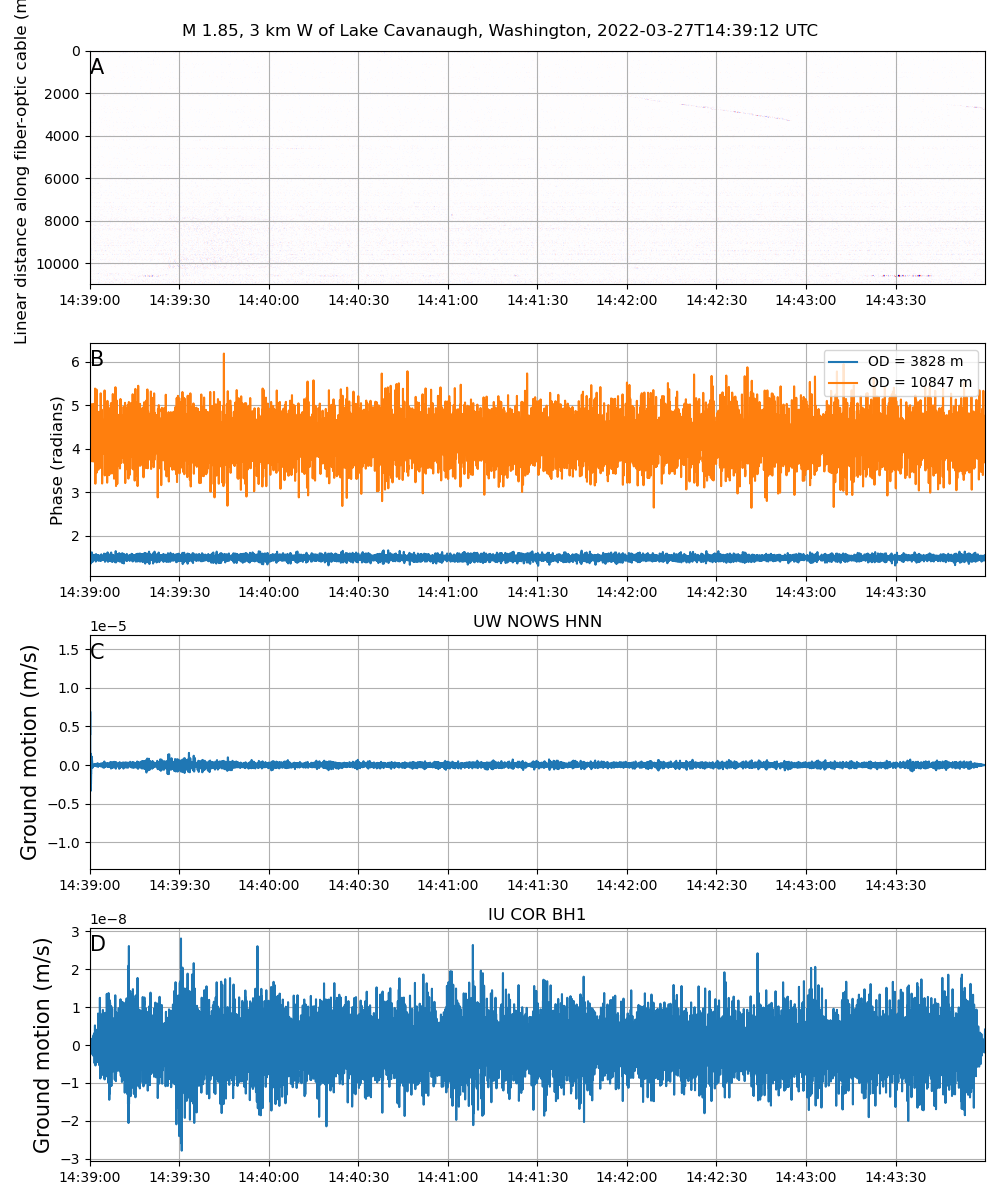 M 1.85, 3 km W of Lake Cavanaugh, Washington, 2022-03-27T14:39:12 UTC
Linear distance along fiber-optic cable (m
A
0
2000
4000
6000
8000
10000
14:39:00 14:39:30 14:40:00 14:40:30 14:41:00 14:41:30 14:42:00 14:42:30 14:43:00 14:43:30
Phase (radians)
B
6
5
4
3
2
OD = 3828 m
OD = 10847 m
14:39:00 14:39:30 14:40:00 14:40:30 14:41:00 14:41:30 14:42:00 14:42:30 14:43:00 14:43:30
UW NOWS HNN
1e−5
Ground motion (m/s)
C
1.5
1.0
0.5
0.0
−0.5
−1.0
14:39:00 14:39:30 14:40:00 14:40:30 14:41:00 14:41:30 14:42:00 14:42:30 14:43:00 14:43:30
IU COR BH1
1e−8
Ground motion (m/s)
D
3
2
1
0
−1
−2
−3
14:39:00 14:39:30 14:40:00 14:40:30 14:41:00 14:41:30 14:42:00 14:42:30 14:43:00 14:43:30